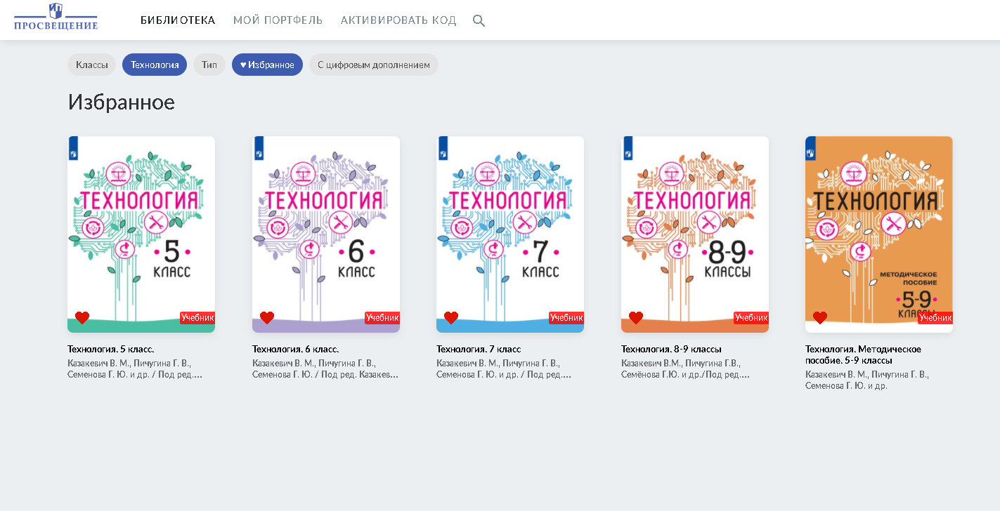 ПРОСВЕЩЕНИЕ
БИБЛИОТЕКА МОЙ ПОРТФЕЛЬ АКТИВИРОВАТЬ КОД
Классы Технология Тип ♥ Избранное С цифровым дополнением
Избранное
ТЕХНОЛОГИЯ
5
КЛАСС
Учебник
Технология. 5 класс.
Казакевич В. М., Пичугина Г. В.,
Семенова Г. Ю. и др. / Под ред....
ТЕХНОЛОГИЯ
6
КЛАСС
Учебник
Технология. 6 класс.
Казакевич В. М., Пичугина Г. В.,
Семенова Г. Ю. / Под ред. Казакев...
ТЕХНОЛОГИЯ
7
КЛАСС
Учебник
Технология. 7 класс
Казакевич В. М., Пичугина Г. В.,
Семенова Г. Ю. и др. / Под ред....
ТЕХНОЛОГИЯ
8-9
КЛАССЫ
Учебник
Технология. 8-9 классы
Казакевич В.М., Пичугина Г.В.,
Семёнова Г.Ю. и др./Под ред....
ТЕХНОЛОГИЯ
МЕТОДИЧЕСКОЕ
ПОСОБИЕ
5-9
КЛАССЫ
Учебник
Технология. Методическое
пособие. 5-9 классы
Казакевич В. М., Пичугина Г. В.,
Семенова Г. Ю. и др.